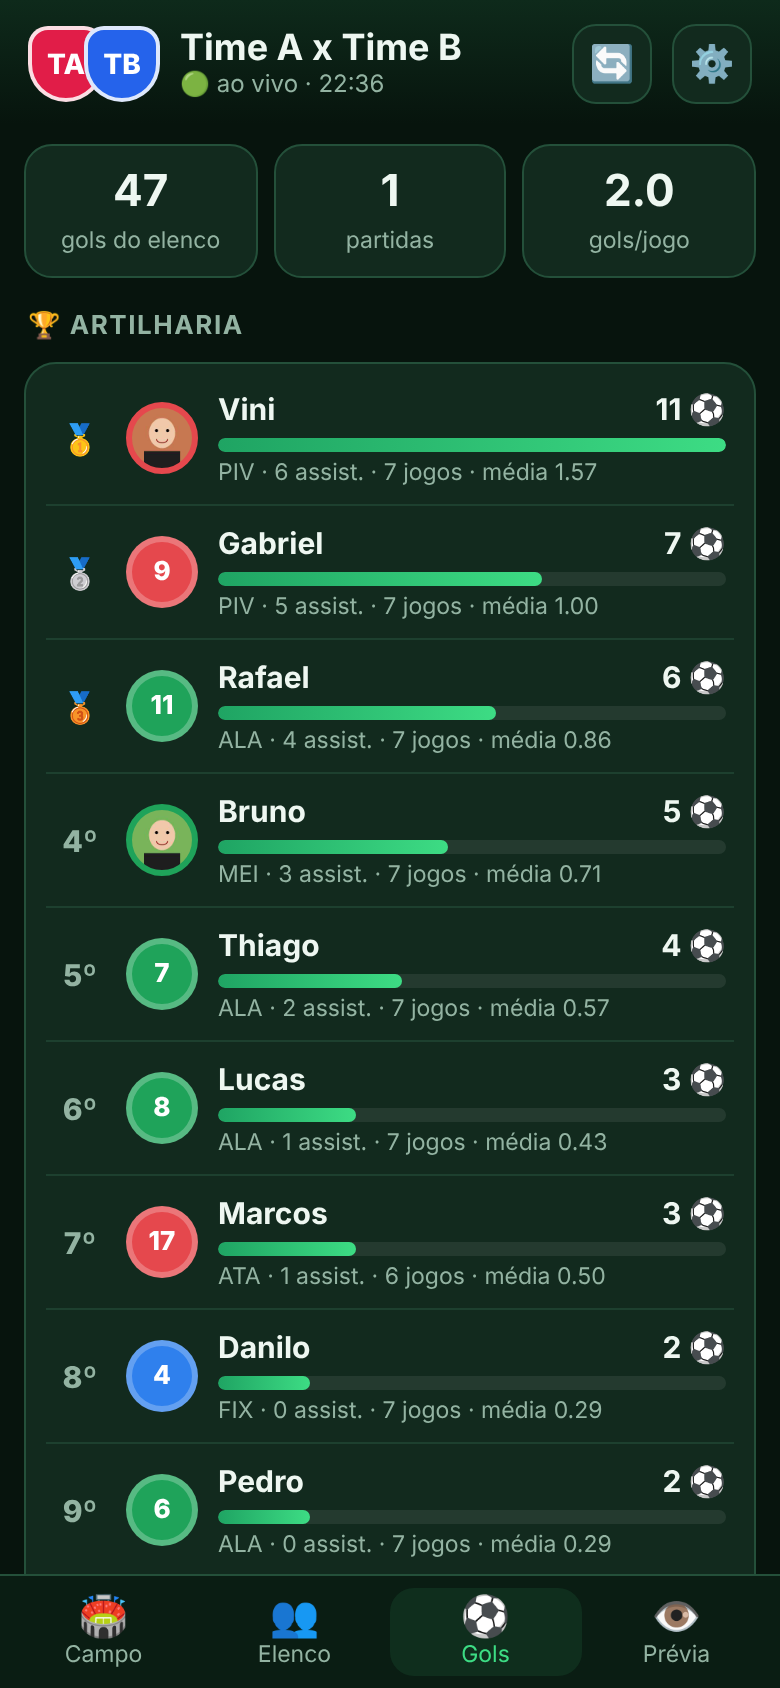 TA TB Time A x Time B
ao vivo · 22:36
47 1 2.0
gols do elenco partidas gols/jogo
ARTILHARIA
Vini 11
PIV · 6 assist. · 7 jogos · média 1.57
9 Gabriel 7
PIV · 5 assist. · 7 jogos · média 1.00
11 Rafael 6
ALA · 4 assist. · 7 jogos · média 0.86
4º Bruno 5
MEI · 3 assist. · 7 jogos · média 0.71
5º 7 Thiago 4
ALA · 2 assist. · 7 jogos · média 0.57
6º 8 Lucas 3
ALA · 1 assist. · 7 jogos · média 0.43
7º 17 Marcos 3
ATA · 1 assist. · 6 jogos · média 0.50
8º 4 Danilo 2
FIX · 0 assist. · 7 jogos · média 0.29
9º 6 Pedro 2
ALA · 0 assist. · 7 jogos · média 0.29
Campo Elenco Gols Prévia